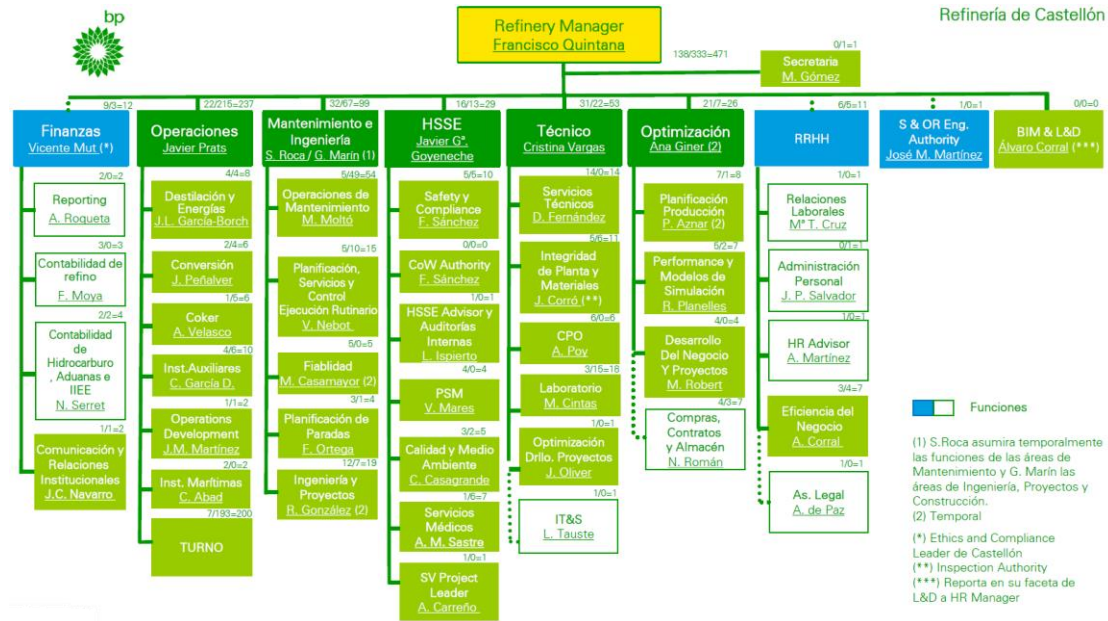 bp
Refinería de Castellón
Refinery Manager
Francisco Quintana
138/333=471
0/1=1
Secretaria
M. Gómez
9/3=12
Finanzas
Vicente Mut (*)
22/215=237
Operaciones
Javier Prats
32/67=99
Mantenimiento e
Ingeniería
S. Roca / G. Marín (1)
16/13=29
HSSE
Javier Gª.
Goyeneche
31/22=53
Técnico
Cristina Vargas
21/7=26
Optimización
Ana Giner (2)
6/5=11
RRHH
1/0=1
S & OR Eng.
Authority
José M. Martínez
0/0=0
BIM & L&D
Álvaro Corral (***)
2/0=2
Reporting
A. Roqueta
3/0=3
Contabilidad de
refino
F. Moya
2/2=4
Contabilidad
de
Hidrocarburo
, Aduanas e
IIEE
N. Serret
1/1=2
Comunicación y
Relaciones
Institucionales
J.C. Navarro
4/4=8
Destilación y
Energías
J.L. García-Borch
2/4=6
Conversión
J. Peñalver
1/5=6
Coker
A. Velasco
4/6=10
Inst.Auxiliares
C. García D.
1/1=2
Operations
Development
J.M. Martínez
2/0=2
Inst. Marítimas
C. Abad
7/193=200
TURNO
5/49=54
Operaciones de
Mantenimiento
M. Moltó
5/10=15
Planificación,
Servicios y
Control
Ejecución Rutinario
V. Nebot
5/0=5
Fiablidad
M. Casamayor (2)
3/1=4
Planificación de
Paradas
F. Ortega
12/7=19
Ingeniería y
Proyectos
R. González (2)
5/5=10
Safety y
Compliance
F. Sánchez
0/0=0
CoW Authority
F. Sánchez
1/0=1
HSSE Advisor y
Auditorías
Internas
L. Ispierto
4/0=4
PSM
V. Mares
3/2=5
Calidad y Medio
Ambiente
C. Casagrande
1/6=7
Servicios
Médicos
A. M. Sastre
1/0=1
SV Project
Leader
A. Carreño
14/0=14
Servicios
Técnicos
D. Fernández
5/6=11
Integridad
de Planta y
Materiales
J. Corró (**)
6/0=6
CPO
A. Poy
3/15=18
Laboratorio
M. Cintas
1/0=1
Optimización
Drllo. Proyectos
J. Oliver
1/0=1
IT&S
L. Tauste
7/1=8
Planificación
Producción
P. Aznar (2)
5/2=7
Performance y
Modelos de
Simulación
R. Planelles
4/0=4
Desarrollo
Del Negocio
Y Proyectos
M. Robert
4/3=7
Compras,
Contratos
y Almacén
N. Román
1/0=1
Relaciones
Laborales
Mª T. Cruz
0/1=1
Administración
Personal
J. P. Salvador
1/0=1
HR Advisor
A. Martínez
3/4=7
Eficiencia del
Negocio
A. Corral
1/0=1
As. Legal
A. de Paz
Funciones
(1) S.Roca asumira temporalmente
las funciones de las áreas de
Mantenimiento y G. Marín las
áreas de Ingeniería, Proyectos y
Construcción.
(2) Temporal
(*) Ethics and Compliance
Leader de Castellón
(**) Inspection Authority
(***) Reporta en su faceta de
L&D a HR Manager